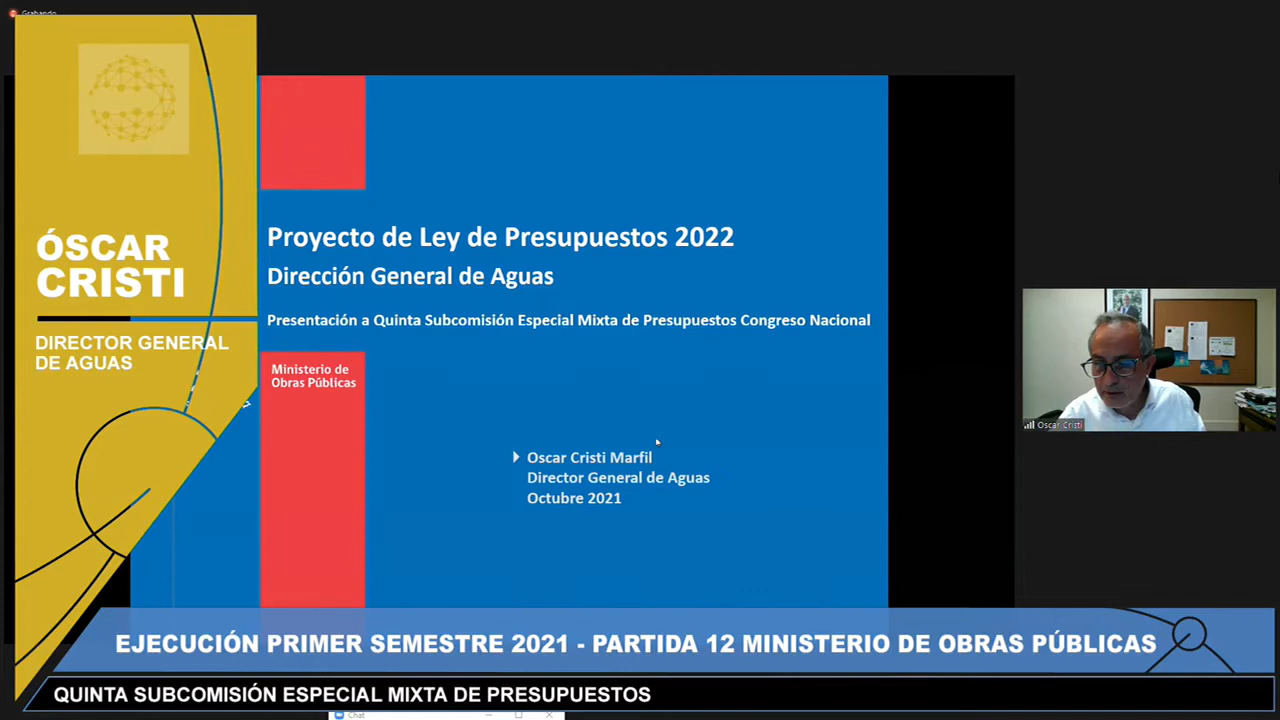 Grabando
ÓSCAR
CRISTI
DIRECTOR GENERAL
DE AGUAS
Proyecto de Ley de Presupuestos 2022
Dirección General de Aguas
Presentación a Quinta Subcomisión Especial Mixta de Presupuestos Congreso Nacional
Ministerio de
Obras Públicas
Oscar Cristi Marfil
Director General de Aguas
Octubre 2021
Oscar Cristi
EJECUCIÓN PRIMER SEMESTRE 2021 - PARTIDA 12 MINISTERIO DE OBRAS PÚBLICAS
QUINTA SUBCOMISIÓN ESPECIAL MIXTA DE PRESUPUESTOS
Chat